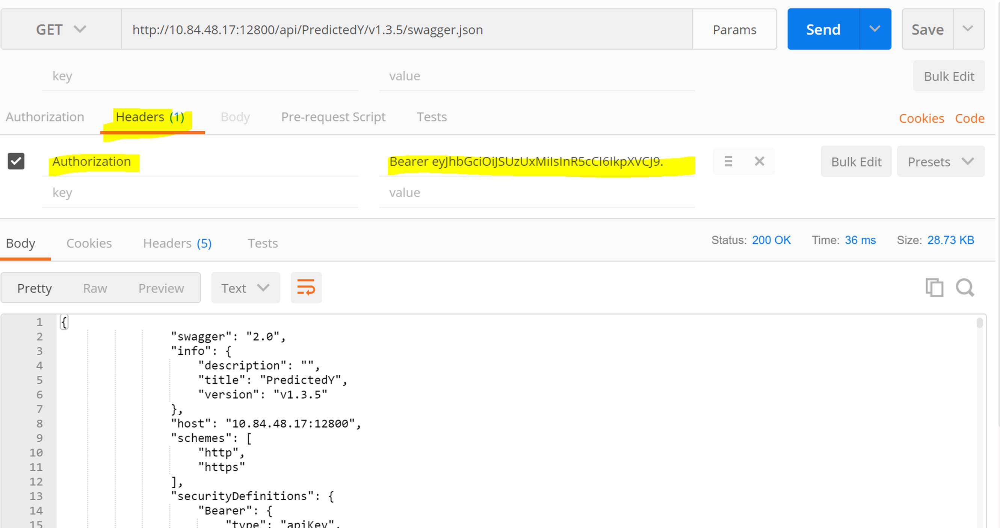 GET http://10.84.48.17:12800/api/PredictedY/v1.3.5/swagger.json Params Send Save
key value Bulk Edit
Authorization Headers (1) Body Pre-request Script Tests Cookies Code
Authorization Bearer eyJhbGciOiJSUzUxMiIsInR5cCI6IkpXVCJ9. Bulk Edit Presets
key value
Body Cookies Headers (5) Tests Status: 200 OK Time: 36 ms Size: 28.73 KB
Pretty Raw Preview Text
1 {
2 "swagger": "2.0",
3 "info": {
4 "description": "",
5 "title": "PredictedY",
6 "version": "v1.3.5"
7 },
8 "host": "10.84.48.17:12800",
9 "schemes": [
10 "http",
11 "https"
12 ],
13 "securityDefinitions": {
14 "Bearer": {
15 "type": "apiKey",